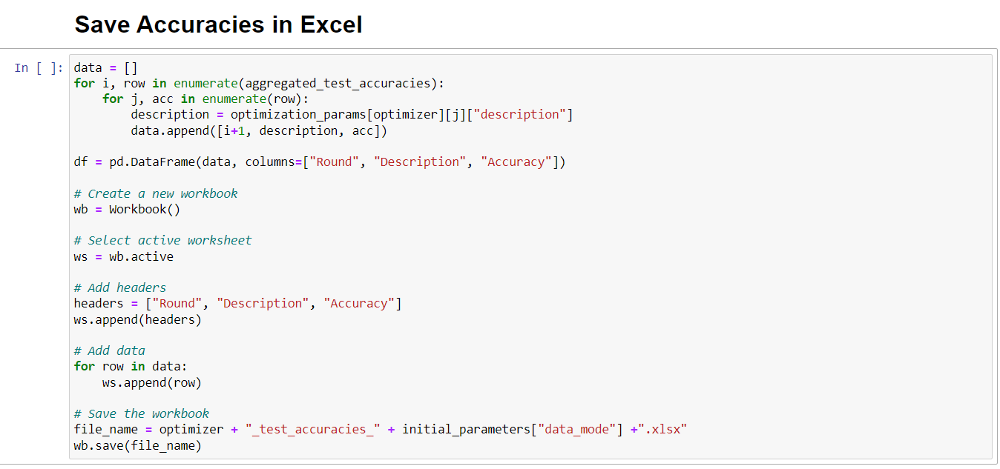 Save Accuracies in Excel
In [ ]:
data = []
for i, row in enumerate(aggregated_test_accuracies):
    for j, acc in enumerate(row):
        description = optimization_params[optimizer][j]["description"]
        data.append([i+1, description, acc])
df = pd.DataFrame(data, columns=["Round", "Description", "Accuracy"])
# Create a new workbook
wb = Workbook()
# Select active worksheet
ws = wb.active
# Add headers
headers = ["Round", "Description", "Accuracy"]
ws.append(headers)
# Add data
for row in data:
    ws.append(row)
# Save the workbook
file_name = optimizer + "_test_accuracies_" + initial_parameters["data_mode"] +".xlsx"
wb.save(file_name)